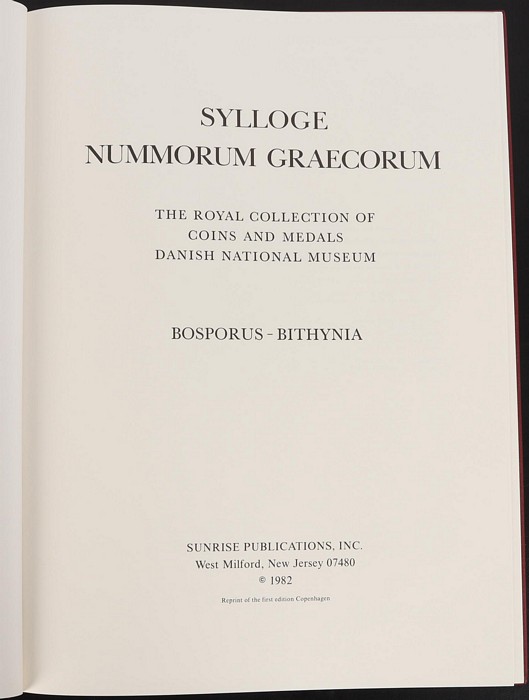 SYLLOGE
NUMMORUM GRAECORUM
THE ROYAL COLLECTION OF
COINS AND MEDALS
DANISH NATIONAL MUSEUM
BOSPORUS - BITHYNIA
SUNRISE PUBLICATIONS, INC.
West Milford, New Jersey 07480
© 1982
Reprint of the first edition Copenhagen